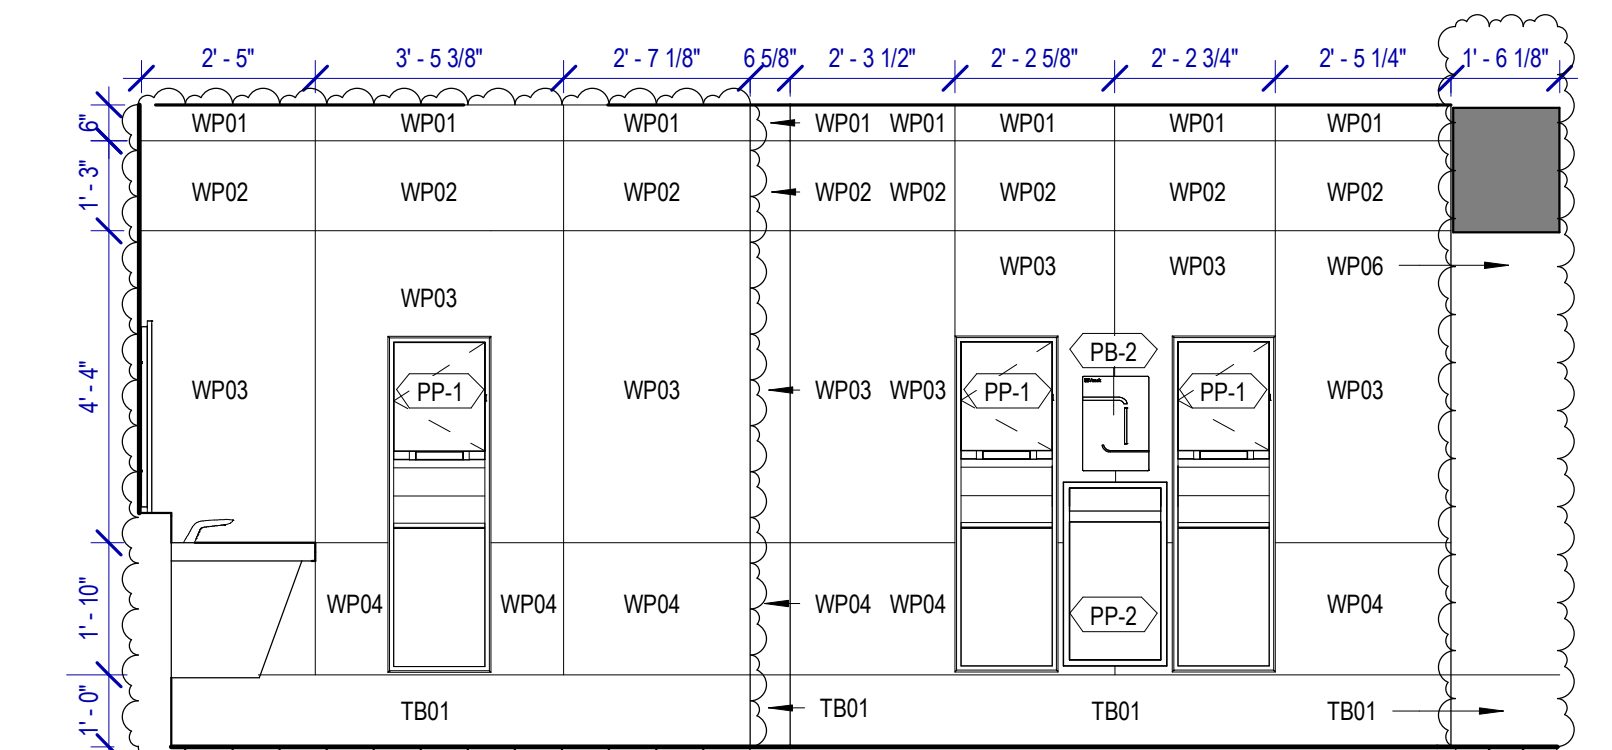 2' - 5" 3' - 5 3/8" 2' - 7 1/8" 6 5/8" 2' - 3 1/2" 2' - 2 5/8" 2' - 2 3/4" 2' - 5 1/4" 1' - 6 1/8"
6" WP01 WP01 WP01 WP01 WP01 WP01 WP01 WP01
1' - 3" WP02 WP02 WP02 WP02 WP02 WP02 WP02 WP02
WP03 WP03 WP06
WP03
PB-2
4' - 4" WP03 PP-1 WP03 WP03 WP03 PP-1 PP-1 WP03
1' - 10" WP04 WP04 WP04 WP04 WP04 WP04
PP-2
1' - 0" TB01 TB01 TB01 TB01